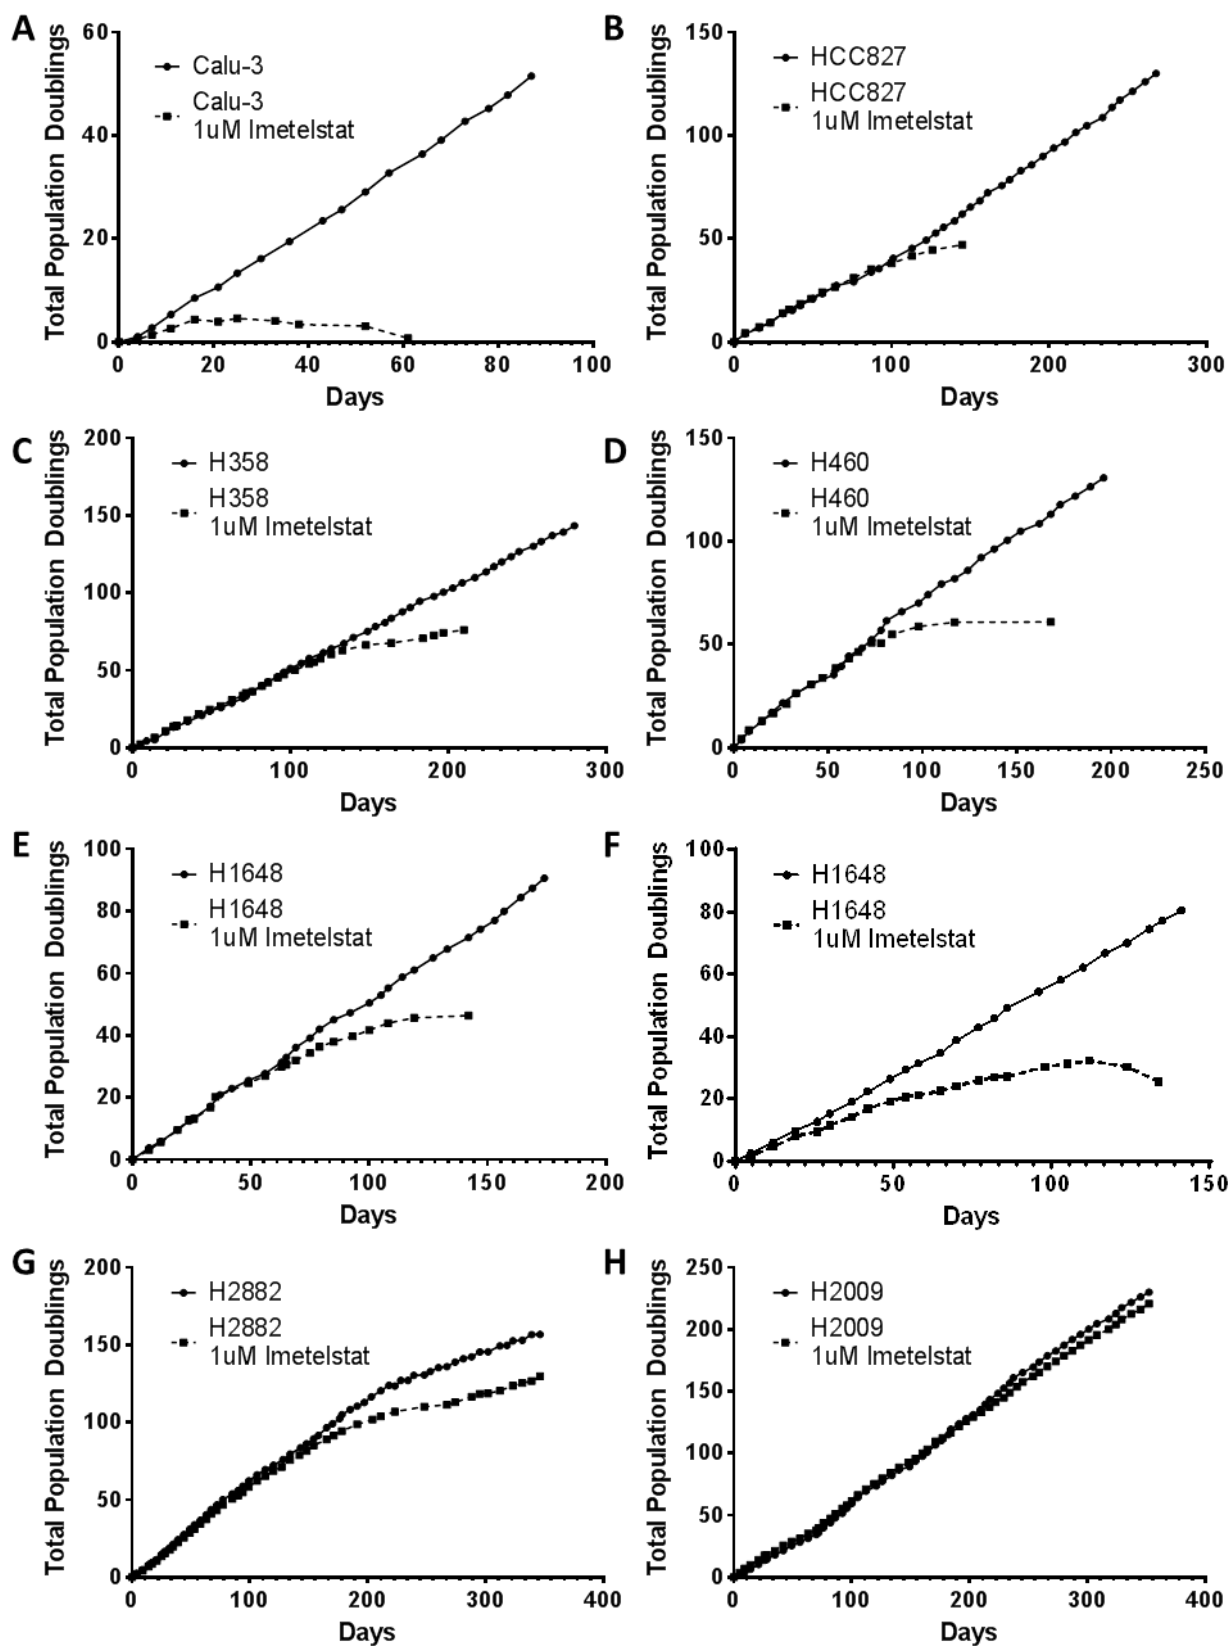 A
Total Population Doublings
60
40
20
0
Calu-3
Calu-3
1uM Imetelstat
0 20 40 60 80 100
Days
B
Total Population Doublings
150
100
50
0
HCC827
HCC827
1uM Imetelstat
0 100 200 300
Days
C
Total Population Doublings
200
150
100
50
0
H358
H358
1uM Imetelstat
0 100 200 300
Days
D
Total Population Doublings
150
100
50
0
H460
H460
1uM Imetelstat
0 50 100 150 200 250
Days
E
Total Population Doublings
100
80
60
40
20
0
H1648
H1648
1uM Imetelstat
0 50 100 150 200
Days
F
Total Population Doublings
100
80
60
40
20
0
H1648
H1648
1uM Imetelstat
0 50 100 150
Days
G
Total Population Doublings
200
150
100
50
0
H2882
H2882
1uM Imetelstat
0 100 200 300 400
Days
H
Total Population Doublings
250
200
150
100
50
0
H2009
H2009
1uM Imetelstat
0 100 200 300 400
Days